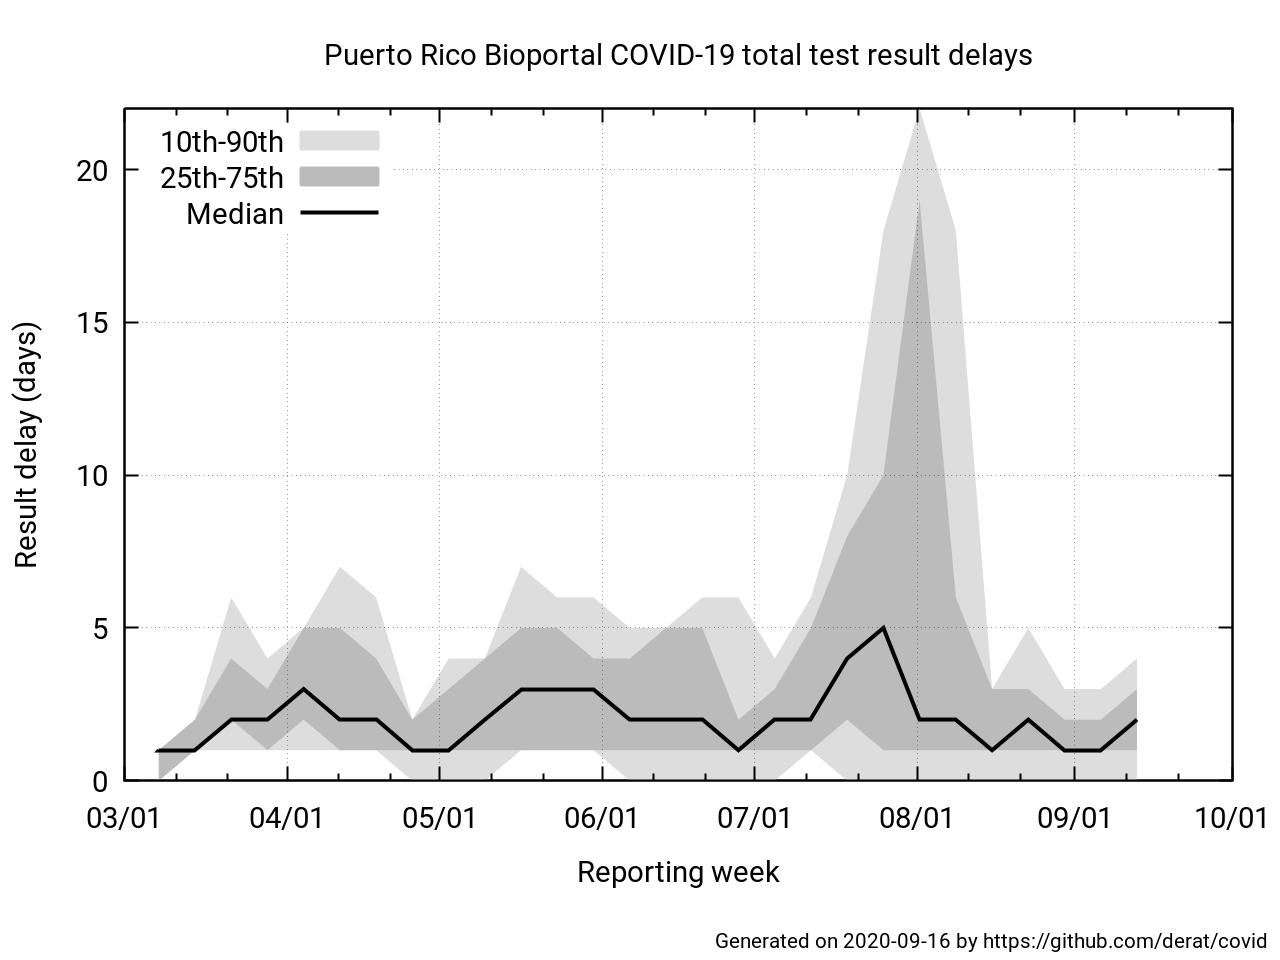 Puerto Rico Bioportal COVID-19 total test result delays
10th-90th
25th-75th
Median
20
15
10
5
0
Result delay (days)
03/01 04/01 05/01 06/01 07/01 08/01 09/01 10/01
Reporting week
Generated on 2020-09-16 by https://github.com/derat/covid